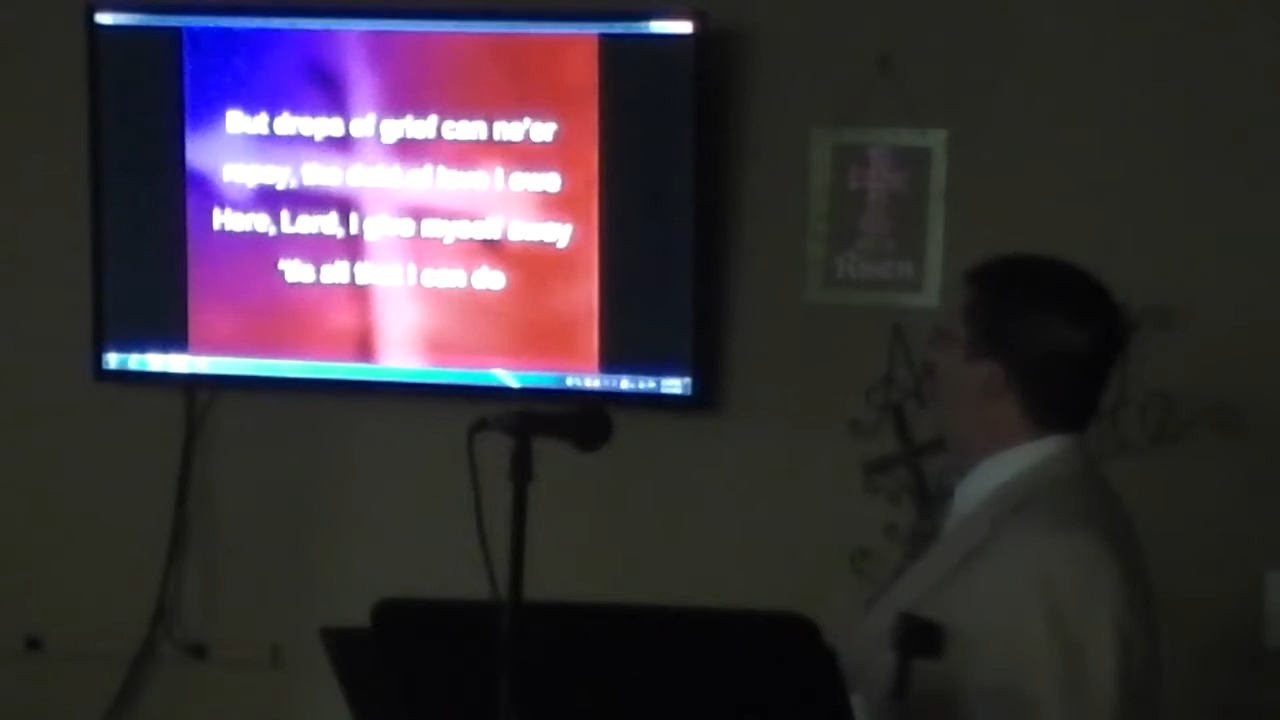 But drops of grief can ne'er
repay, the debt of love I owe
Here, Lord, I give myself away
'tis all that I can do
Risen